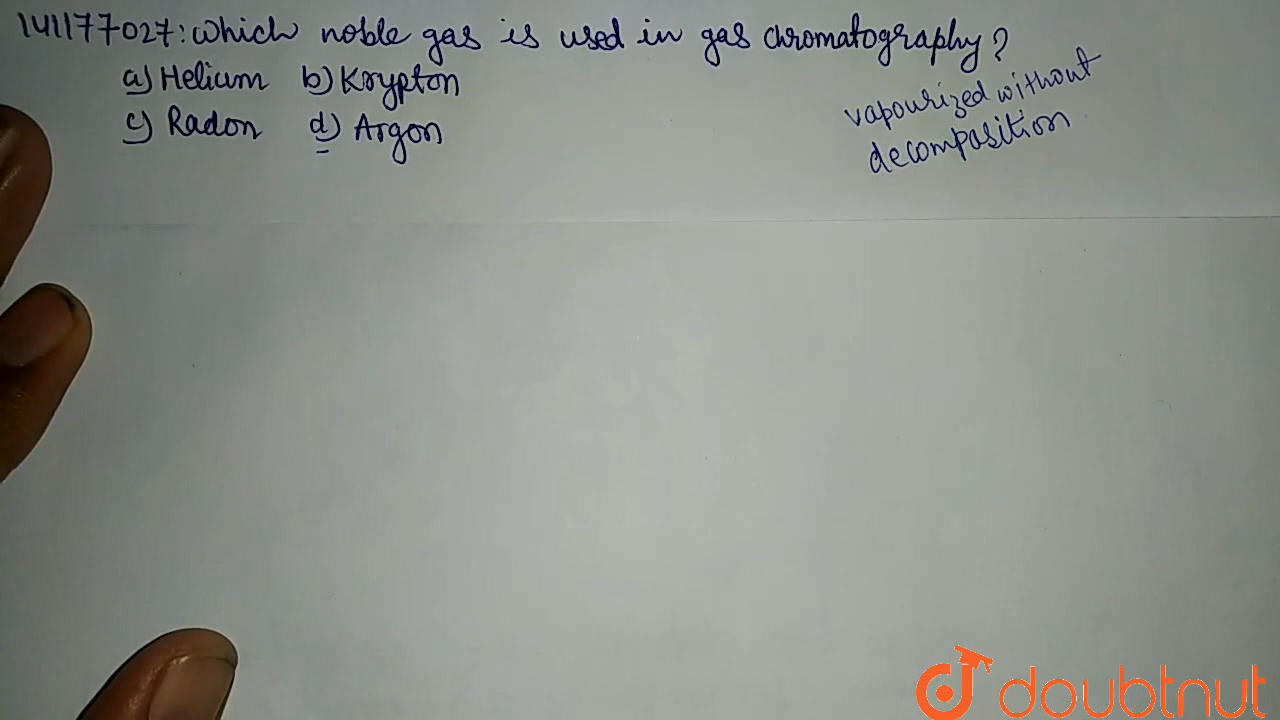 141177027: Which noble gas is used in gas chromatography?
a) Helium b) Krypton
c) Radon d) Argon
vapourized without
decomposition
doubtnut